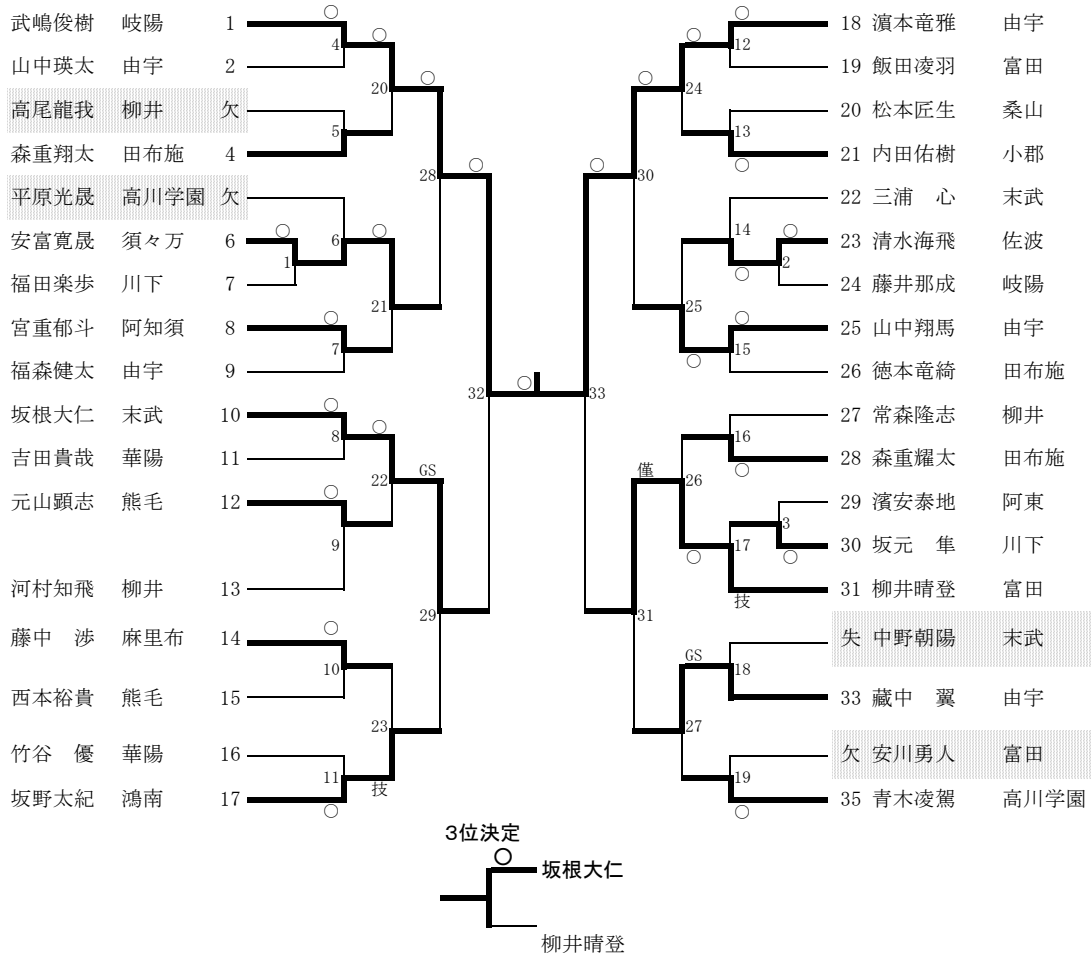 武嶋俊樹 岐陽 1
山中瑛太 由宇 2
高尾龍我 柳井 欠
森重翔太 田布施 4
平原光晟 高川学園 欠
安富寛晟 須々万 6
福田楽歩 川下 7
宮重郁斗 阿知須 8
福森健太 由宇 9
坂根大仁 末武 10
吉田貴哉 華陽 11
元山顕志 熊毛 12
河村知飛 柳井 13
藤中 渉 麻里布 14
西本裕貴 熊毛 15
竹谷 優 華陽 16
坂野太紀 鴻南 17
○ 4
5
○ 1
6
○ 7
○ 8
○ 9
○ 10
11 ○
○ 20
○ 21
○ 22
23 技
○ 28
GS 29
○ 32
○ 33
○ 30
僅 31
○ 24
25 ○
26 ○
GS 27
○ 12
13 ○
14 ○
○ 2
○ 15
16 ○
17 技
3 ○
18
19 ○
18 濵本竜雅 由宇
19 飯田凌羽 富田
20 松本匠生 桑山
21 内田佑樹 小郡
22 三浦 心 末武
23 清水海飛 佐波
24 藤井那成 岐陽
25 山中翔馬 由宇
26 徳本竜綺 田布施
27 常森隆志 柳井
28 森重耀太 田布施
29 濱安泰地 阿東
30 坂元 隼 川下
31 柳井晴登 富田
失 中野朝陽 末武
33 藏中 翼 由宇
欠 安川勇人 富田
35 青木凌駕 高川学園
3位決定
○ 坂根大仁
柳井晴登